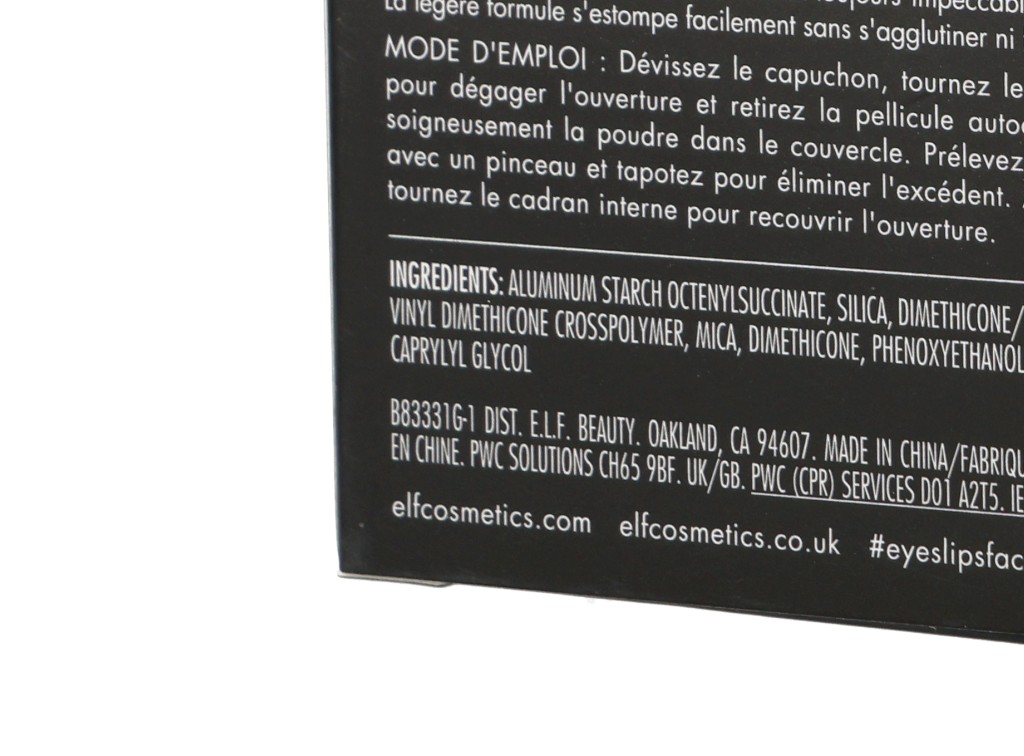 La légère formule s'estompe facilement sans s'agglutiner ni
MODE D'EMPLOI : Dévissez le capuchon, tournez le
pour dégager l'ouverture et retirez la pellicule
soigneusement la poudre dans le couvercle. Prélevez
avec un pinceau et tapotez pour éliminer l'excédent.
tournez le cadran interne pour recouvrir l'ouverture.
INGREDIENTS: ALUMINUM STARCH OCTENYLSUCCINATE, SILICA, DIMETHICONE/
VINYL DIMETHICONE CROSSPOLYMER, MICA, DIMETHICONE, PHENOXYETHANOL
CAPRYLYL GLYCOL
B83331G-1 DIST. E.L.F. BEAUTY. OAKLAND, CA 94607. MADE IN CHINA/FABRIQU
EN CHINE. PWC SOLUTIONS CH65 9BF. UK/GB. PWC (CPR) SERVICES D01 A2T5. IE
elfcosmetics.com elfcosmetics.co.uk #eyeslipsfac